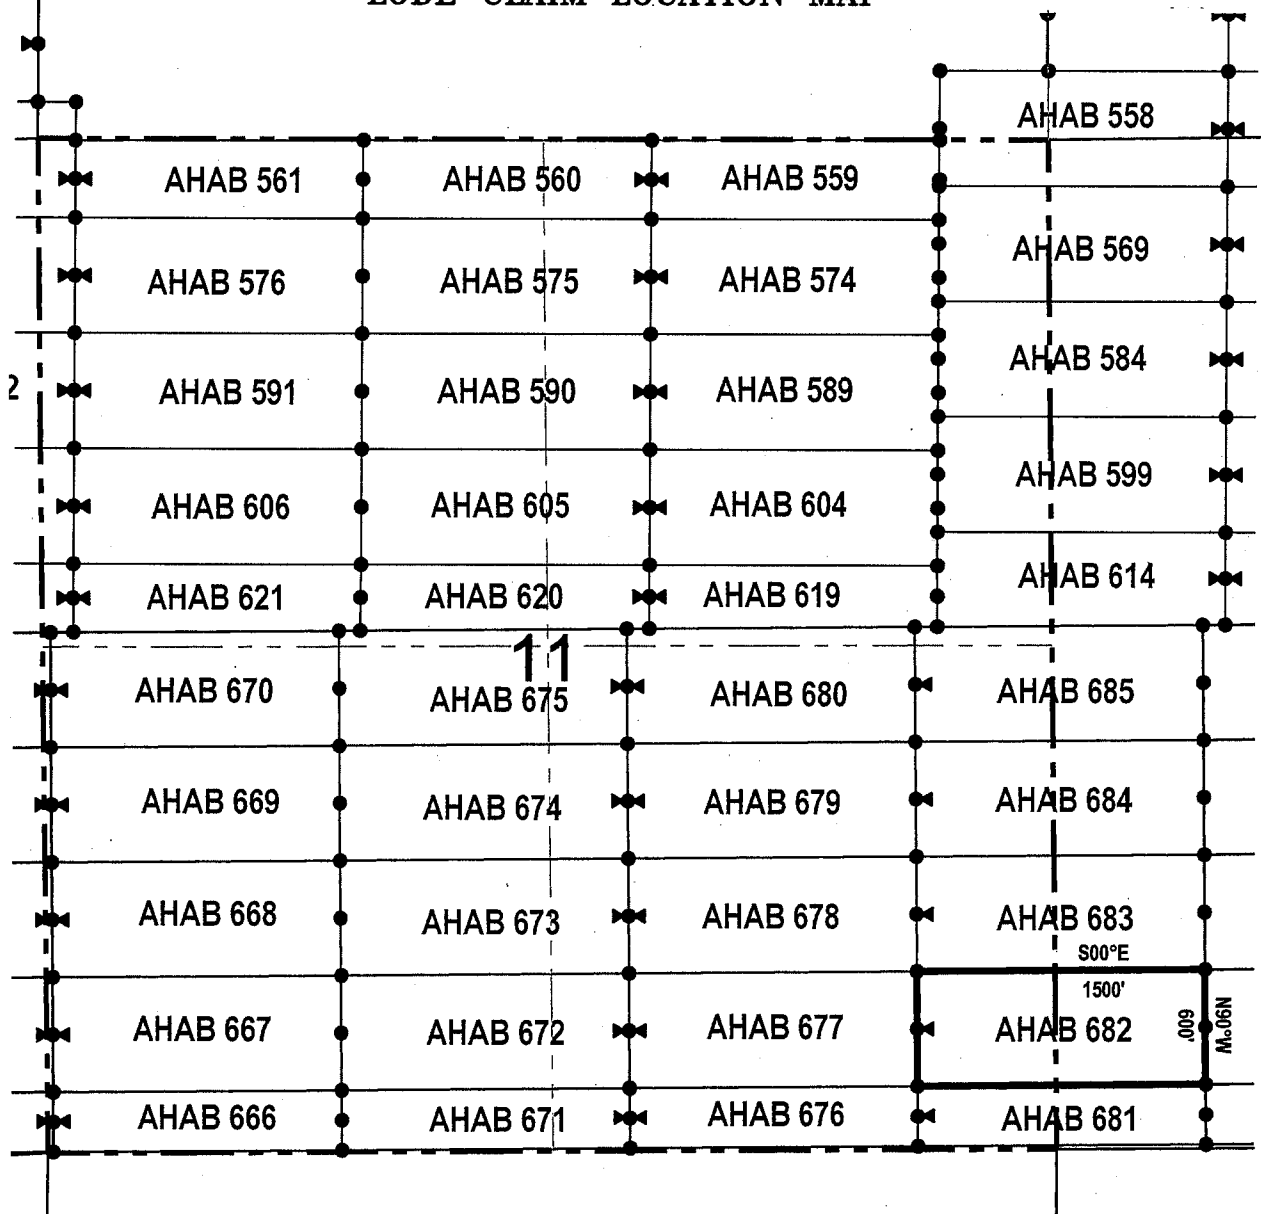 LODE CLAIM LOCATION MAP
AHAB 558
AHAB 561 AHAB 560 AHAB 559
AHAB 569
AHAB 576 AHAB 575 AHAB 574
AHAB 584
2 AHAB 591 AHAB 590 AHAB 589
AHAB 599
AHAB 606 AHAB 605 AHAB 604
AHAB 614
AHAB 621 AHAB 620 AHAB 619
11
AHAB 670 AHAB 675 AHAB 680 AHAB 685
AHAB 669 AHAB 674 AHAB 679 AHAB 684
AHAB 668 AHAB 673 AHAB 678 AHAB 683
S00°E
1500'
AHAB 667 AHAB 672 AHAB 677 AHAB 682 600' N90°W
AHAB 666 AHAB 671 AHAB 676 AHAB 681